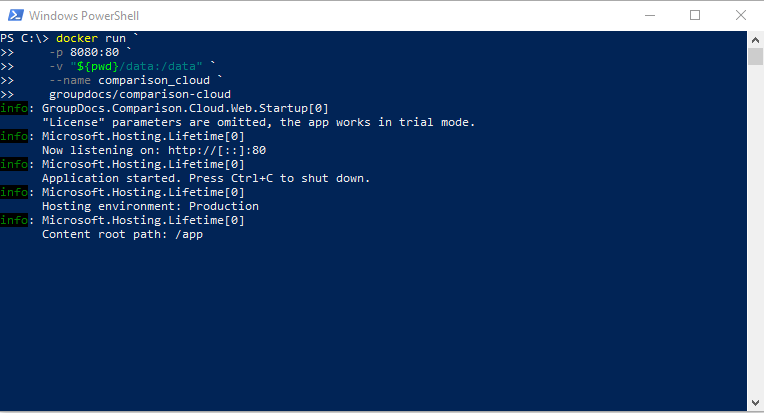 Windows PowerShell
PS C:\> docker run `
>>     -p 8080:80 `
>>     -v "${pwd}/data:/data" `
>>     --name comparison_cloud `
>>     groupdocs/comparison-cloud
info: GroupDocs.Comparison.Cloud.Web.Startup[0]
      "License" parameters are omitted, the app works in trial mode.
info: Microsoft.Hosting.Lifetime[0]
      Now listening on: http://[::]:80
info: Microsoft.Hosting.Lifetime[0]
      Application started. Press Ctrl+C to shut down.
info: Microsoft.Hosting.Lifetime[0]
      Hosting environment: Production
info: Microsoft.Hosting.Lifetime[0]
      Content root path: /app